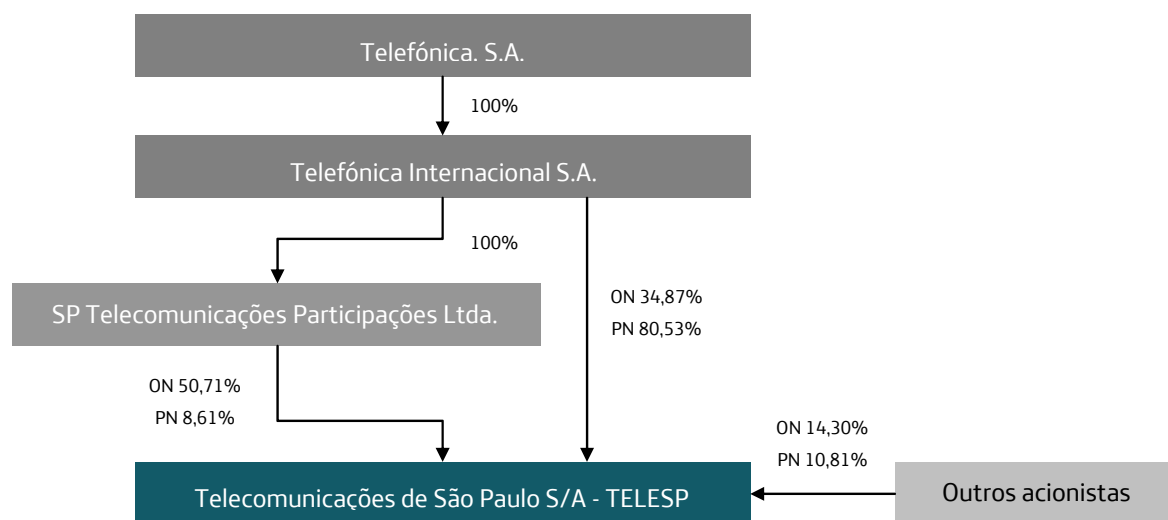 Telefónica. S.A.
100%
Telefónica Internacional S.A.
100%
SP Telecomunicações Participações Ltda.
ON 34,87%
PN 80,53%
ON 50,71%
PN 8,61%
ON 14,30%
PN 10,81%
Telecomunicações de São Paulo S/A - TELESP
Outros acionistas